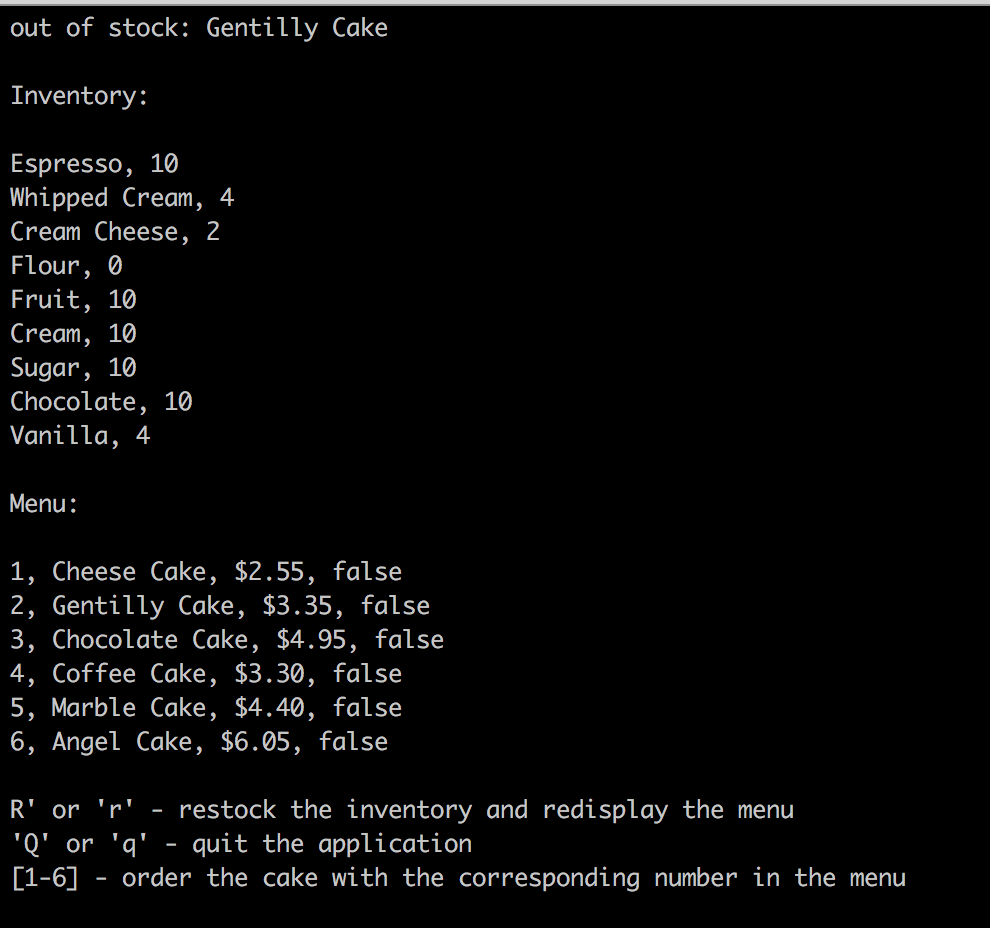 out of stock: Gentilly Cake
Inventory:
Espresso, 10
Whipped Cream, 4
Cream Cheese, 2
Flour, 0
Fruit, 10
Cream, 10
Sugar, 10
Chocolate, 10
Vanilla, 4
Menu:
1, Cheese Cake, $2.55, false
2, Gentilly Cake, $3.35, false
3, Chocolate Cake, $4.95, false
4, Coffee Cake, $3.30, false
5, Marble Cake, $4.40, false
6, Angel Cake, $6.05, false
R' or 'r' - restock the inventory and redisplay the menu
'Q' or 'q' - quit the application
[1-6] - order the cake with the corresponding number in the menu